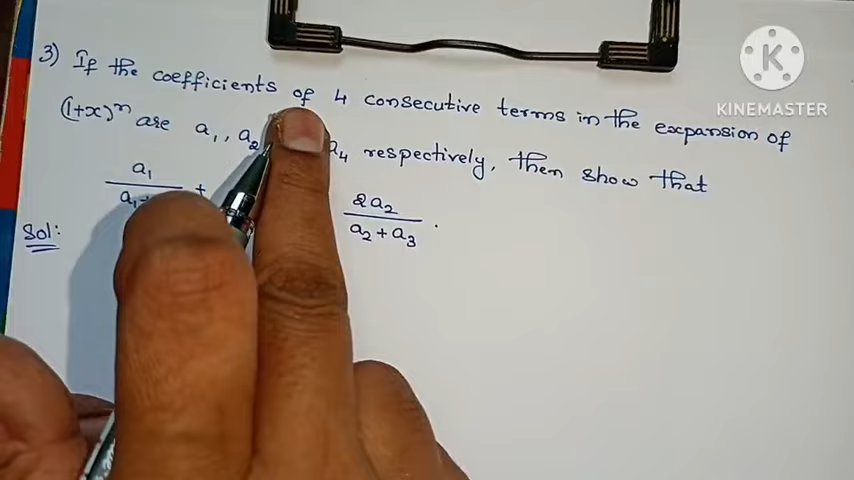 3) If the coefficients of 4 consecutive terms in the expansion of
(1+x)ⁿ are a₁, a₂ a₄ respectively, then show that
a₁/a₁+ + 2a₂/a₂+a₃ .
Sol:
K
KINEMASTER